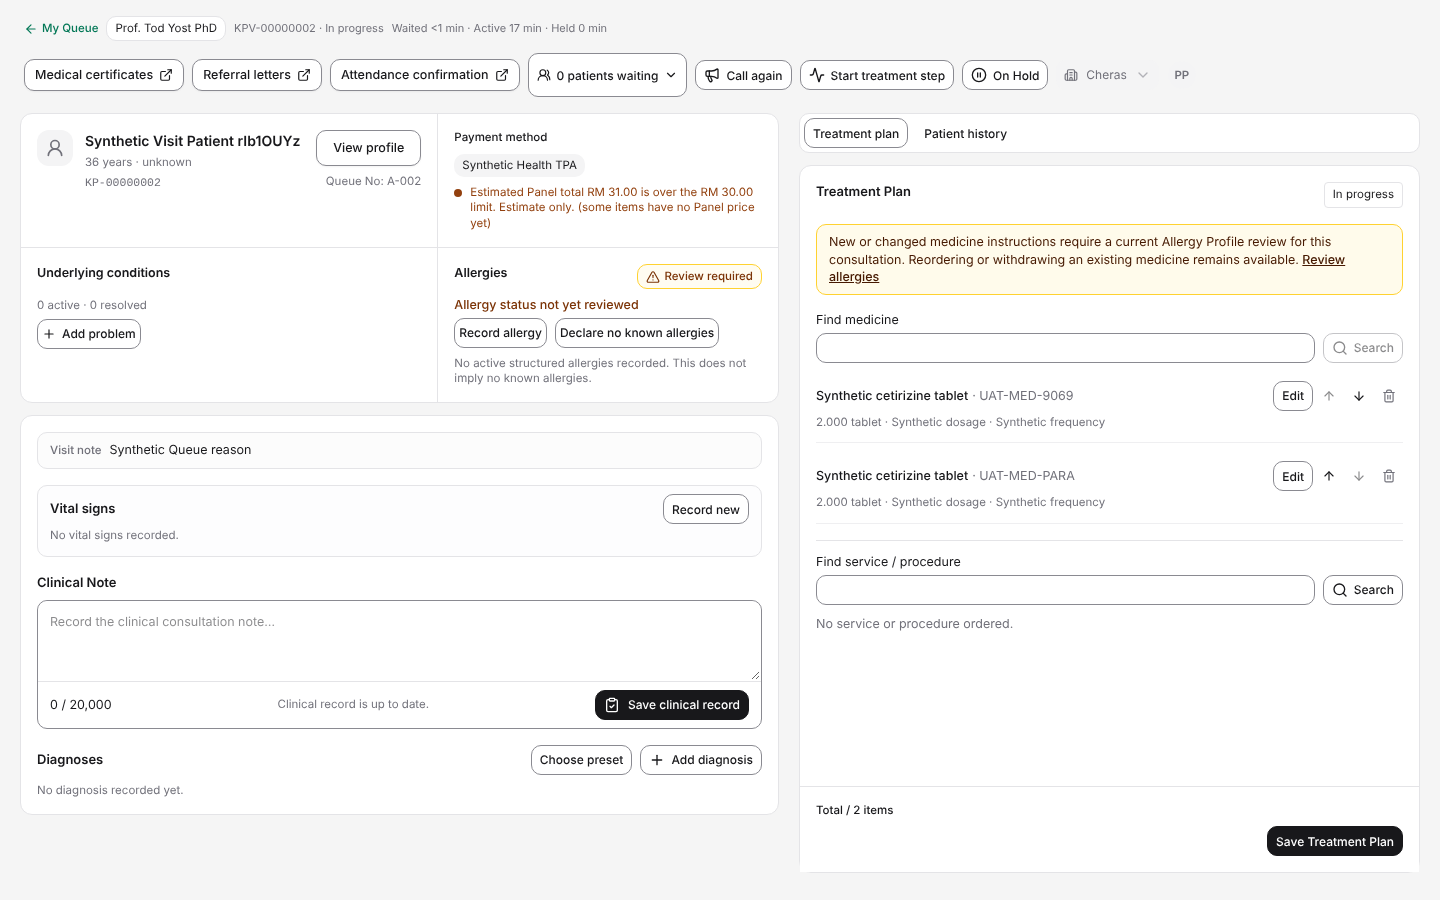 My Queue
Prof. Tod Yost PhD
KPV-00000002 · In progress
Waited <1 min · Active 17 min · Held 0 min
Medical certificates
Referral letters
Attendance confirmation
0 patients waiting
Call again
Start treatment step
On Hold
Cheras
PP
Synthetic Visit Patient rlb1OUYz
36 years · unknown
KP-00000002
View profile
Queue No: A-002
Payment method
Synthetic Health TPA
Estimated Panel total RM 31.00 is over the RM 30.00
limit. Estimate only. (some items have no Panel price
yet)
Underlying conditions
0 active · 0 resolved
Add problem
Allergies
Review required
Allergy status not yet reviewed
Record allergy
Declare no known allergies
No active structured allergies recorded. This does not
imply no known allergies.
Visit note Synthetic Queue reason
Vital signs
Record new
No vital signs recorded.
Clinical Note
Record the clinical consultation note...
0 / 20,000
Clinical record is up to date.
Save clinical record
Diagnoses
Choose preset
Add diagnosis
No diagnosis recorded yet.
Treatment plan
Patient history
Treatment Plan
In progress
New or changed medicine instructions require a current Allergy Profile review for this
consultation. Reordering or withdrawing an existing medicine remains available. Review
allergies
Find medicine
Search
Synthetic cetirizine tablet · UAT-MED-9069
Edit
2.000 tablet · Synthetic dosage · Synthetic frequency
Synthetic cetirizine tablet · UAT-MED-PARA
Edit
2.000 tablet · Synthetic dosage · Synthetic frequency
Find service / procedure
Search
No service or procedure ordered.
Total / 2 items
Save Treatment Plan